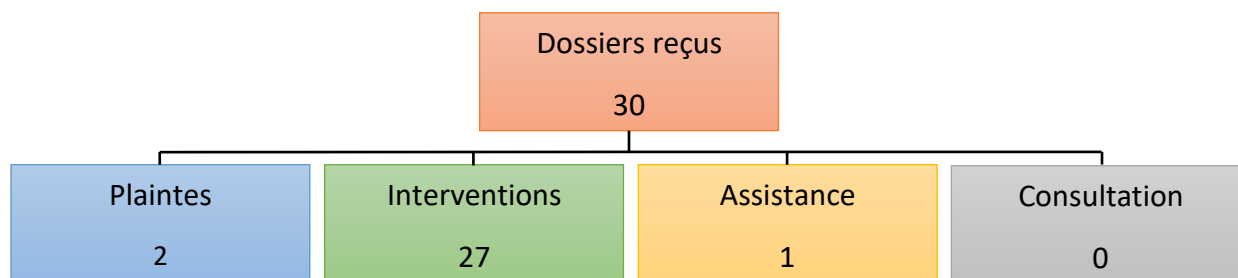 Dossiers reçus
30
Plaintes
2
Interventions
27
Assistance
1
Consultation
0